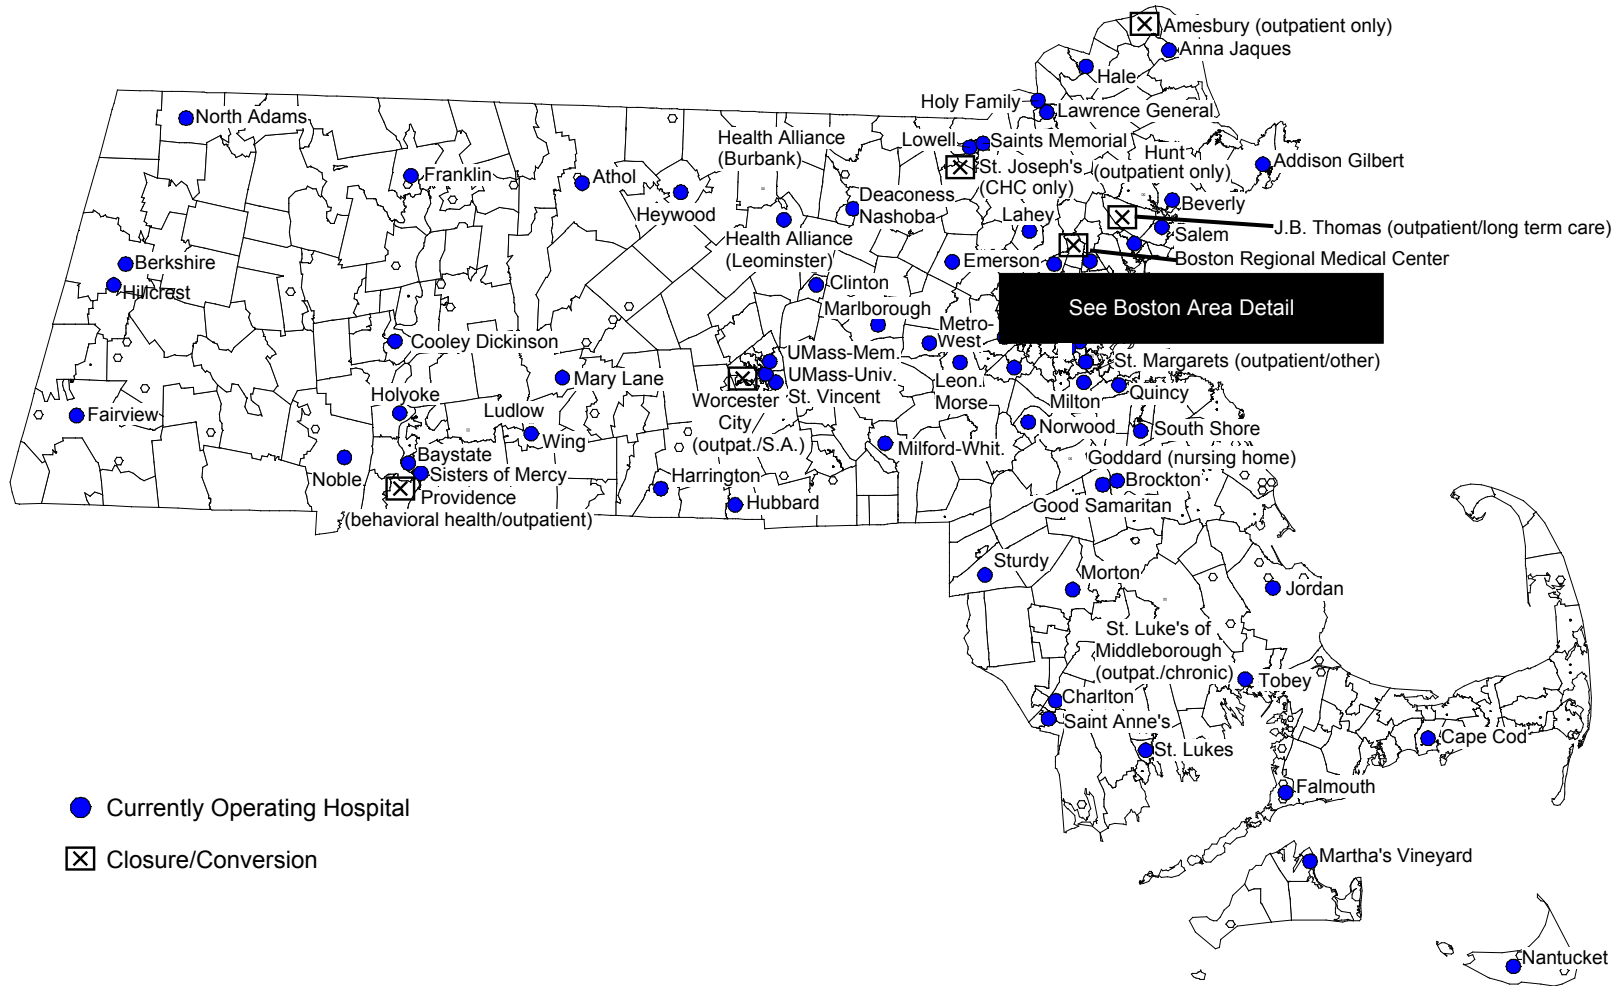 Amesbury (outpatient only)
Anna Jaques
Hale
Holy Family
Lawrence General
North Adams
Health Alliance
(Burbank)
Lowell
Saints Memorial
Hunt
(outpatient only)
Addison Gilbert
St. Joseph's
(CHC only)
Franklin
Athol
Heywood
Deaconess
Nashoba
Beverly
Lahey
Salem
J.B. Thomas (outpatient/long term care)
Health Alliance
(Leominster)
Emerson
Boston Regional Medical Center
Berkshire
Hillcrest
Clinton
See Boston Area Detail
Marlborough
Metro-
West
Cooley Dickinson
UMass-Mem.
UMass-Univ.
St. Vincent
St. Margarets (outpatient/other)
Mary Lane
Leon.
Morse
Milton
Quincy
Holyoke
Worcester
City
(outpat./S.A.)
Fairview
Ludlow
Wing
Norwood
South Shore
Milford-Whit.
Goddard (nursing home)
Baystate
Sisters of Mercy
Noble
Providence
(behavioral health/outpatient)
Harrington
Hubbard
Brockton
Good Samaritan
Sturdy
Morton
Jordan
St. Luke's of
Middleborough
(outpat./chronic)
Tobey
Charlton
Saint Anne's
St. Lukes
Cape Cod
Falmouth
Currently Operating Hospital
Closure/Conversion
Martha's Vineyard
Nantucket